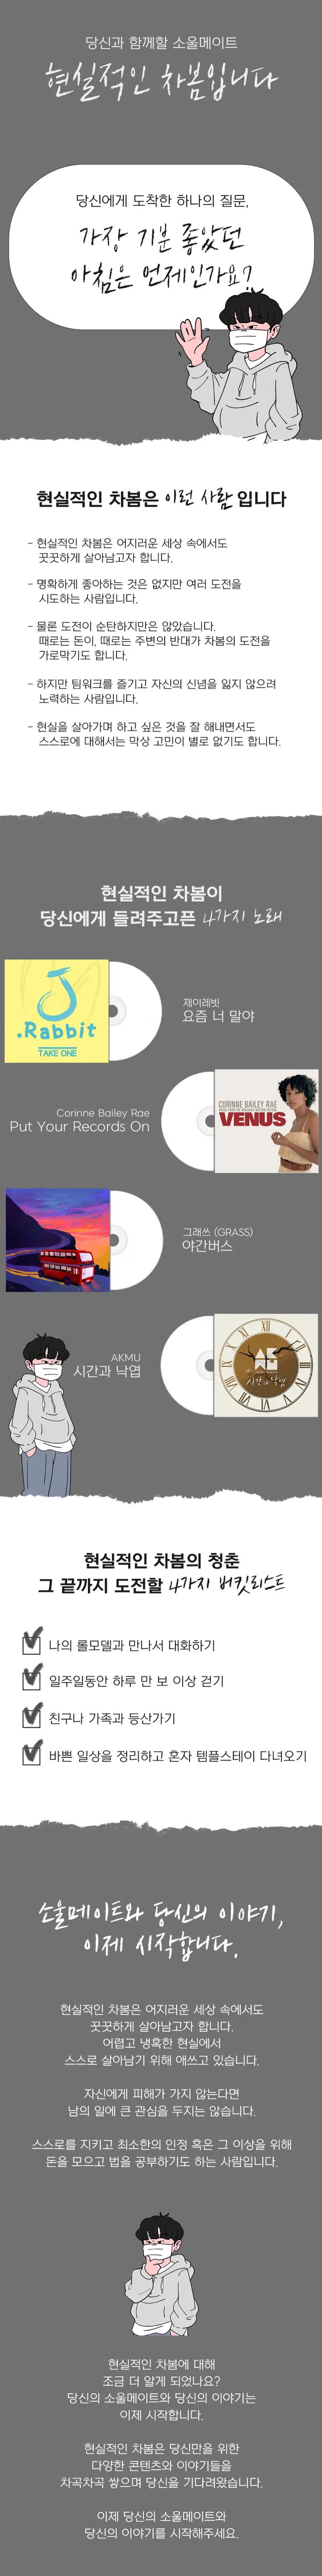 당신과 함께할 소울메이트
현실적인 차봄입니다
당신에게 도착한 하나의 질문,
가장 기분 좋았던
아침은 언제인가요?
현실적인 차봄은 이런 사람 입니다
- 현실적인 차봄은 어지러운 세상 속에서도
꿋꿋하게 살아남고자 합니다.
- 명확하게 좋아하는 것은 없지만 여러 도전을
시도하는 사람입니다.
- 물론 도전이 순탄하지만은 않았습니다.
때로는 돈이, 때로는 주변의 반대가 차봄의 도전을
가로막기도 합니다.
- 하지만 팀워크를 즐기고 자신의 신념을 잃지 않으려
노력하는 사람입니다.
- 현실을 살아가며 하고 싶은 것을 잘 해내면서도
스스로에 대해서는 막상 고민이 별로 없기도 합니다.
현실적인 차봄이
당신에게 들려주고픈 4가지 노래
J
.Rabbit
TAKE ONE
제이레빗
요즘 너 말야
Corinne Bailey Rae
Put Your Records On
CORINNE BAILEY RAE
VENUS
그래쓰 (GRASS)
야간버스
AKMU
시간과 낙엽
AKMU
시간과 낙엽
현실적인 차봄의 청춘
그 끝까지 도전할 4가지 버킷리스트
나의 롤모델과 만나서 대화하기
일주일동안 하루 만 보 이상 걷기
친구나 가족과 등산가기
바쁜 일상을 정리하고 혼자 템플스테이 다녀오기
소울메이트와 당신의 이야기,
이제 시작합니다.
현실적인 차봄은 어지러운 세상 속에서도
꿋꿋하게 살아남고자 합니다.
어렵고 냉혹한 현실에서
스스로 살아남기 위해 애쓰고 있습니다.
자신에게 피해가 가지 않는다면
남의 일에 큰 관심을 두지는 않습니다.
스스로를 지키고 최소한의 인정 혹은 그 이상을 위해
돈을 모으고 법을 공부하기도 하는 사람입니다.
현실적인 차봄에 대해
조금 더 알게 되었나요?
당신의 소울메이트와 당신의 이야기는
이제 시작합니다.
현실적인 차봄은 당신만을 위한
다양한 콘텐츠와 이야기들을
차곡차곡 쌓으며 당신을 기다려왔습니다.
이제 당신의 소울메이트와
당신의 이야기를 시작해주세요.